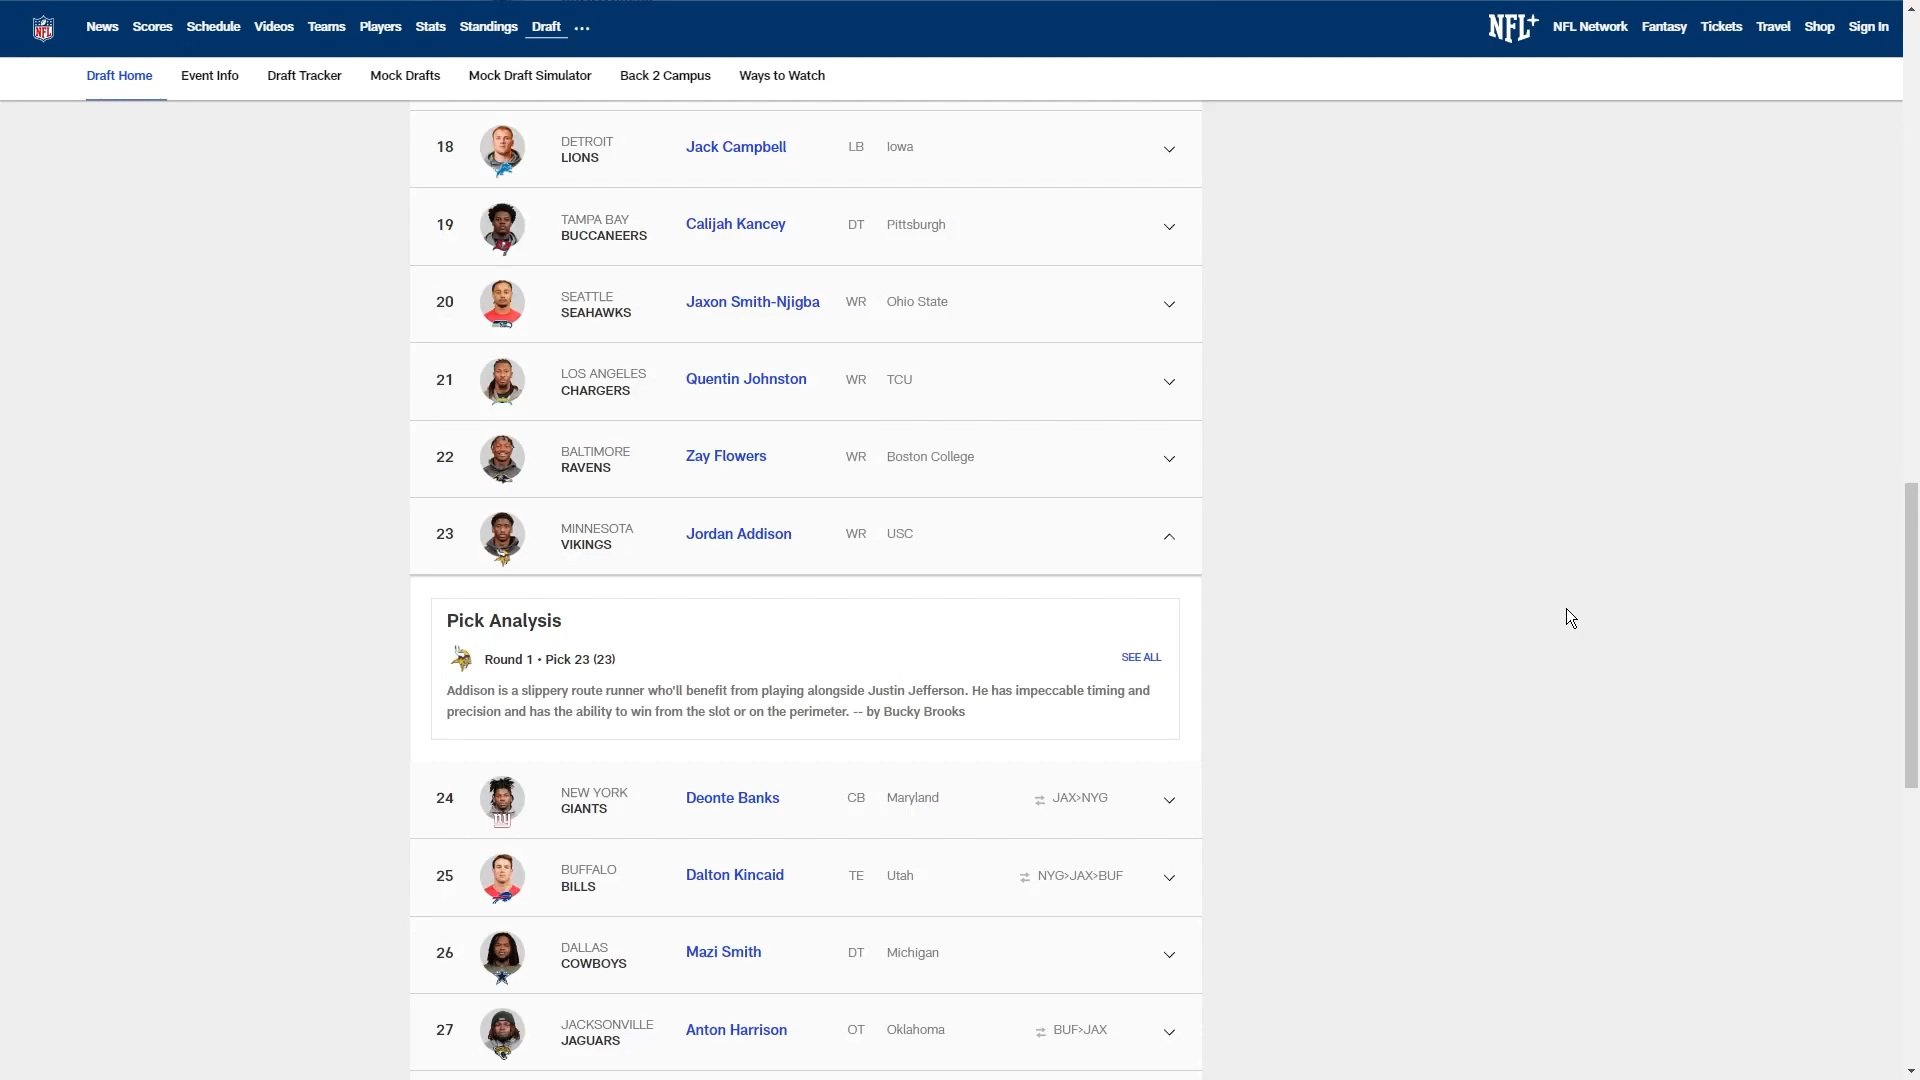 NFL
News Scores Schedule Videos Teams Players Stats Standings Draft ...
NFL+ NFL Network Fantasy Tickets Travel Shop Sign In
Draft Home Event Info Draft Tracker Mock Drafts Mock Draft Simulator Back 2 Campus Ways to Watch
18 DETROIT LIONS Jack Campbell LB Iowa
19 TAMPA BAY BUCCANEERS Calijah Kancey DT Pittsburgh
20 SEATTLE SEAHAWKS Jaxon Smith-Njigba WR Ohio State
21 LOS ANGELES CHARGERS Quentin Johnston WR TCU
22 BALTIMORE RAVENS Zay Flowers WR Boston College
23 MINNESOTA VIKINGS Jordan Addison WR USC
Pick Analysis
Round 1 • Pick 23 (23) SEE ALL
Addison is a slippery route runner who'll benefit from playing alongside Justin Jefferson. He has impeccable timing and
precision and has the ability to win from the slot or on the perimeter. -- by Bucky Brooks
24 NEW YORK GIANTS Deonte Banks CB Maryland JAX>NYG
ny
25 BUFFALO BILLS Dalton Kincaid TE Utah NYG>JAX>BUF
26 DALLAS COWBOYS Mazi Smith DT Michigan
27 JACKSONVILLE JAGUARS Anton Harrison OT Oklahoma BUF>JAX